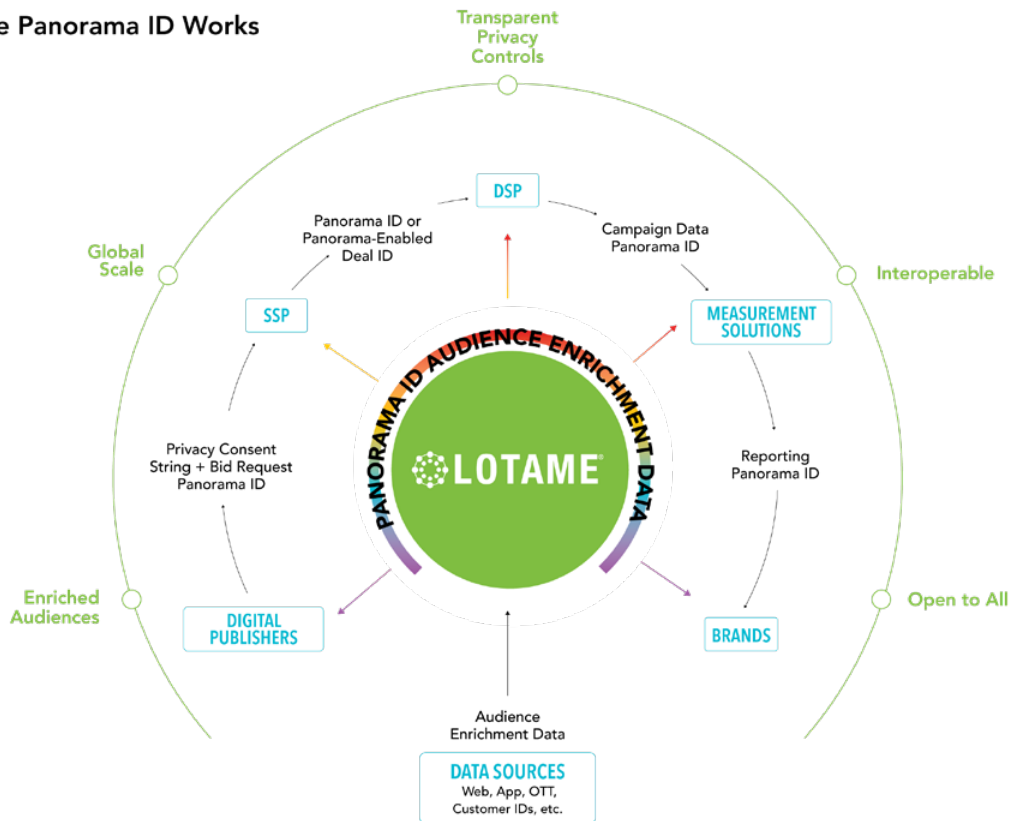 e Panorama ID Works
Transparent
Privacy
Controls
DSP
Panorama ID or
Panorama-Enabled
Deal ID
Campaign Data
Panorama ID
Global
Scale
Interoperable
SSP
MEASUREMENT
SOLUTIONS
PANORAMA ID AUDIENCE ENRICHMENT DATA
LOTAME®
Privacy Consent
String + Bid Request
Panorama ID
Reporting
Panorama ID
Enriched
Audiences
Open to All
DIGITAL
PUBLISHERS
BRANDS
Audience
Enrichment Data
DATA SOURCES
Web, App, OTT,
Customer IDs, etc.